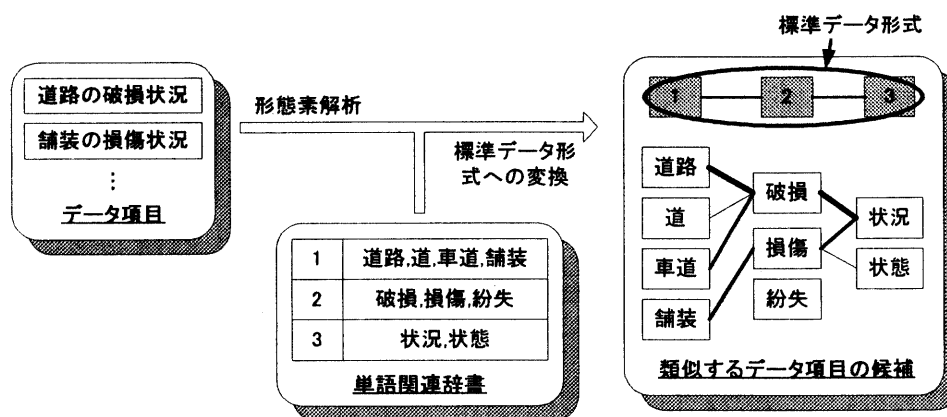 標準データ形式
道路の破損状況
舗装の損傷状況
⋮
データ項目
形態素解析
標準データ形
式への変換
1 道路,道,車道,舗装
2 破損,損傷,紛失
3 状況,状態
単語関連辞書
1 2 3
道路
道
車道
舗装
破損
損傷
紛失
状況
状態
類似するデータ項目の候補